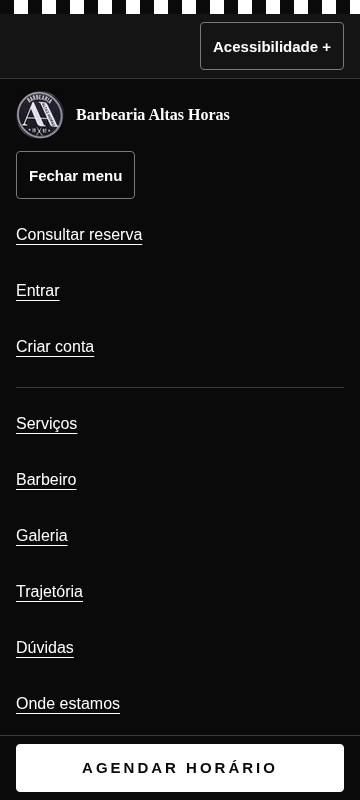 Acessibilidade +
BARBEARIA
Barbearia Altas Horas
Fechar menu
Consultar reserva
Entrar
Criar conta
Serviços
Barbeiro
Galeria
Trajetória
Dúvidas
Onde estamos
AGENDAR HORÁRIO